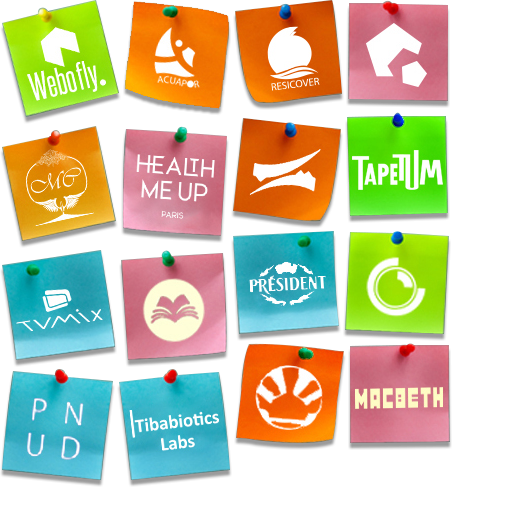 Webofly.
ACUAPOR
RESICOVER
MC
HEALTH
ME UP
PARIS
TAPETUM
TVMIX
PRÉSIDENT
P N
U D
Tibabiotics
Labs
MACBETH